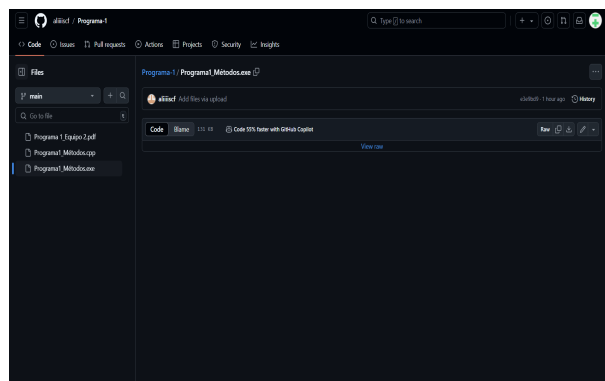 aliiiscf / Programa-1
Type / to search
Code Issues Pull requests Actions Projects Security Insights
Files
main
Go to file t
Programa 1_Equipo 2.pdf
Programa1_Métodos.cpp
Programa1_Métodos.exe
Programa-1 / Programa1_Métodos.exe
aliiiscf Add files via upload
· 1 hour ago History
Code Blame 131 KB Code 55% faster with GitHub Copilot
Raw
View raw